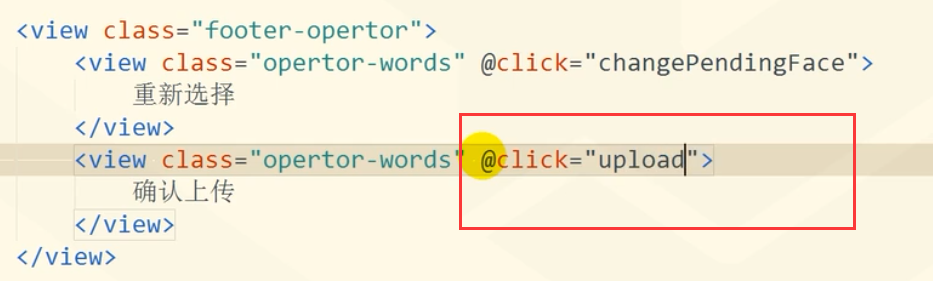 <view class="footer-opertor">
<view class="opertor-words" @click="changePendingFace">
重新选择
</view>
<view class="opertor-words" @click="upload">
确认上传
</view>
</view>